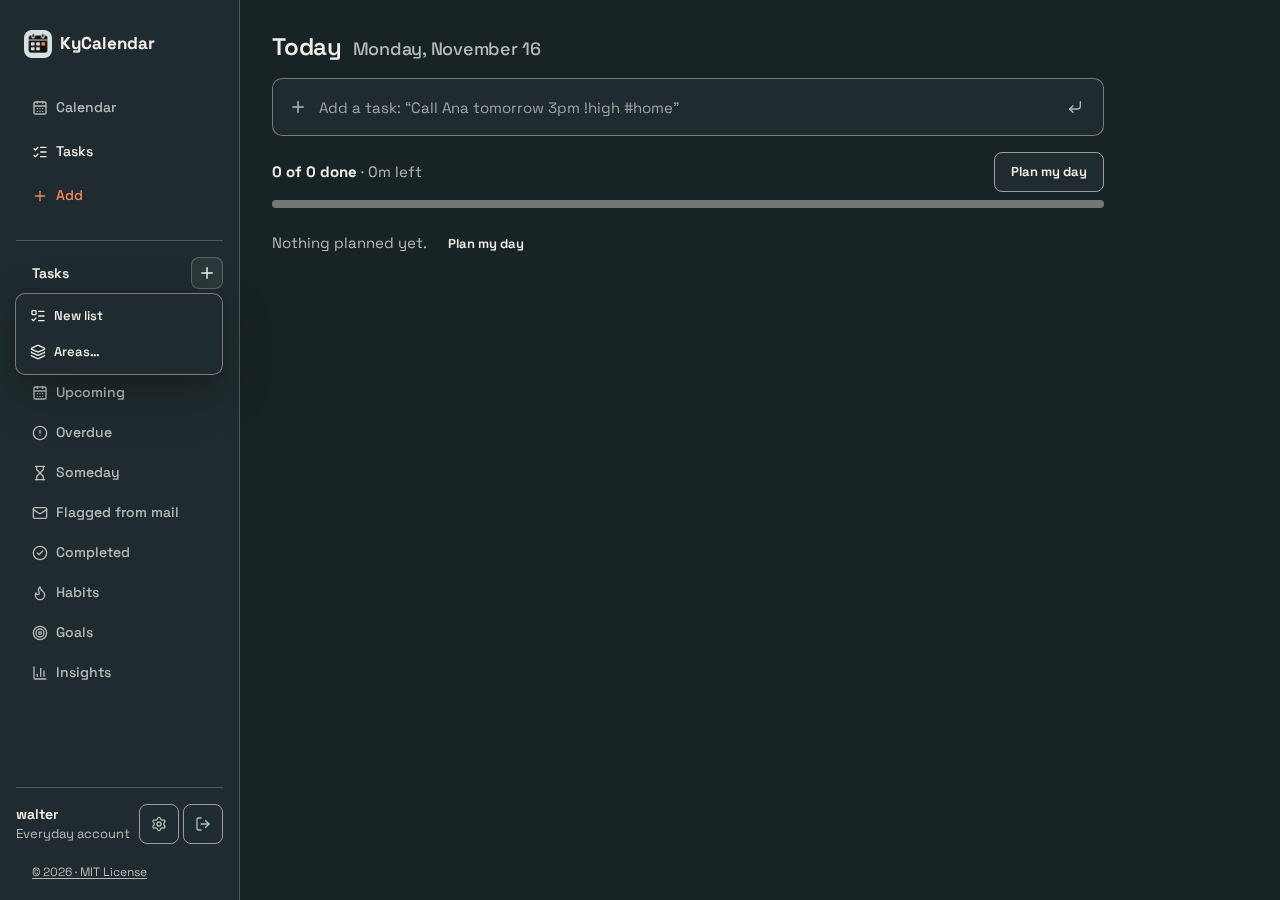 KyCalendar
Calendar
Tasks
Add
Tasks
New list
Areas…
Upcoming
Overdue
Someday
Flagged from mail
Completed
Habits
Goals
Insights
walter
Everyday account
© 2026 · MIT License
Today Monday, November 16
Add a task: “Call Ana tomorrow 3pm !high #home”
0 of 0 done · 0m left
Plan my day
Nothing planned yet. Plan my day